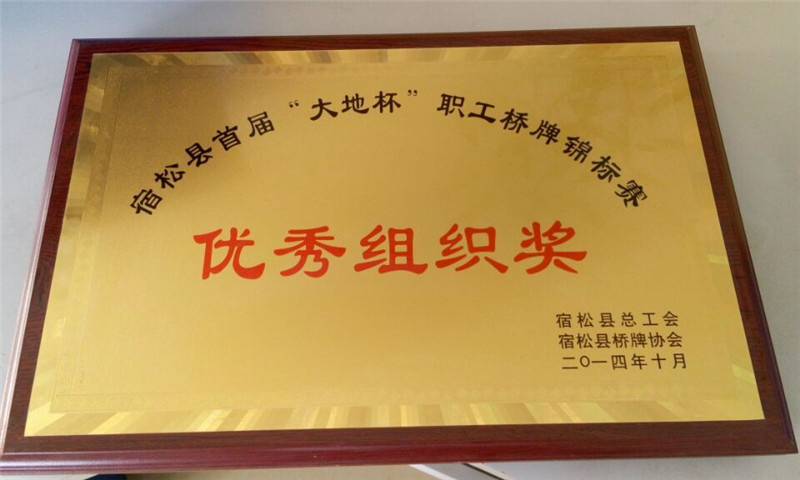 宿松县首届“大地杯”职工桥牌锦标赛
优秀组织奖
宿松县总工会
宿松县桥牌协会
二〇一四年十月